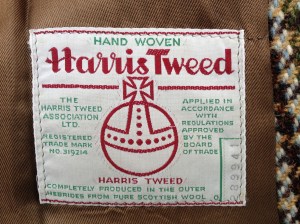 HAND WOVEN
Harris Tweed
THE
HARRIS TWEED
ASSOCIATION
LTD.
REGISTERED
TRADE MARK
NO. 319214
APPLIED IN
ACCORDANCE
WITH
REGULATIONS
APPROVED
BY THE
BOARD
OF TRADE
HARRIS TWEED
COMPLETELY PRODUCED IN THE OUTER
HEBRIDES FROM PURE SCOTTISH WOOL